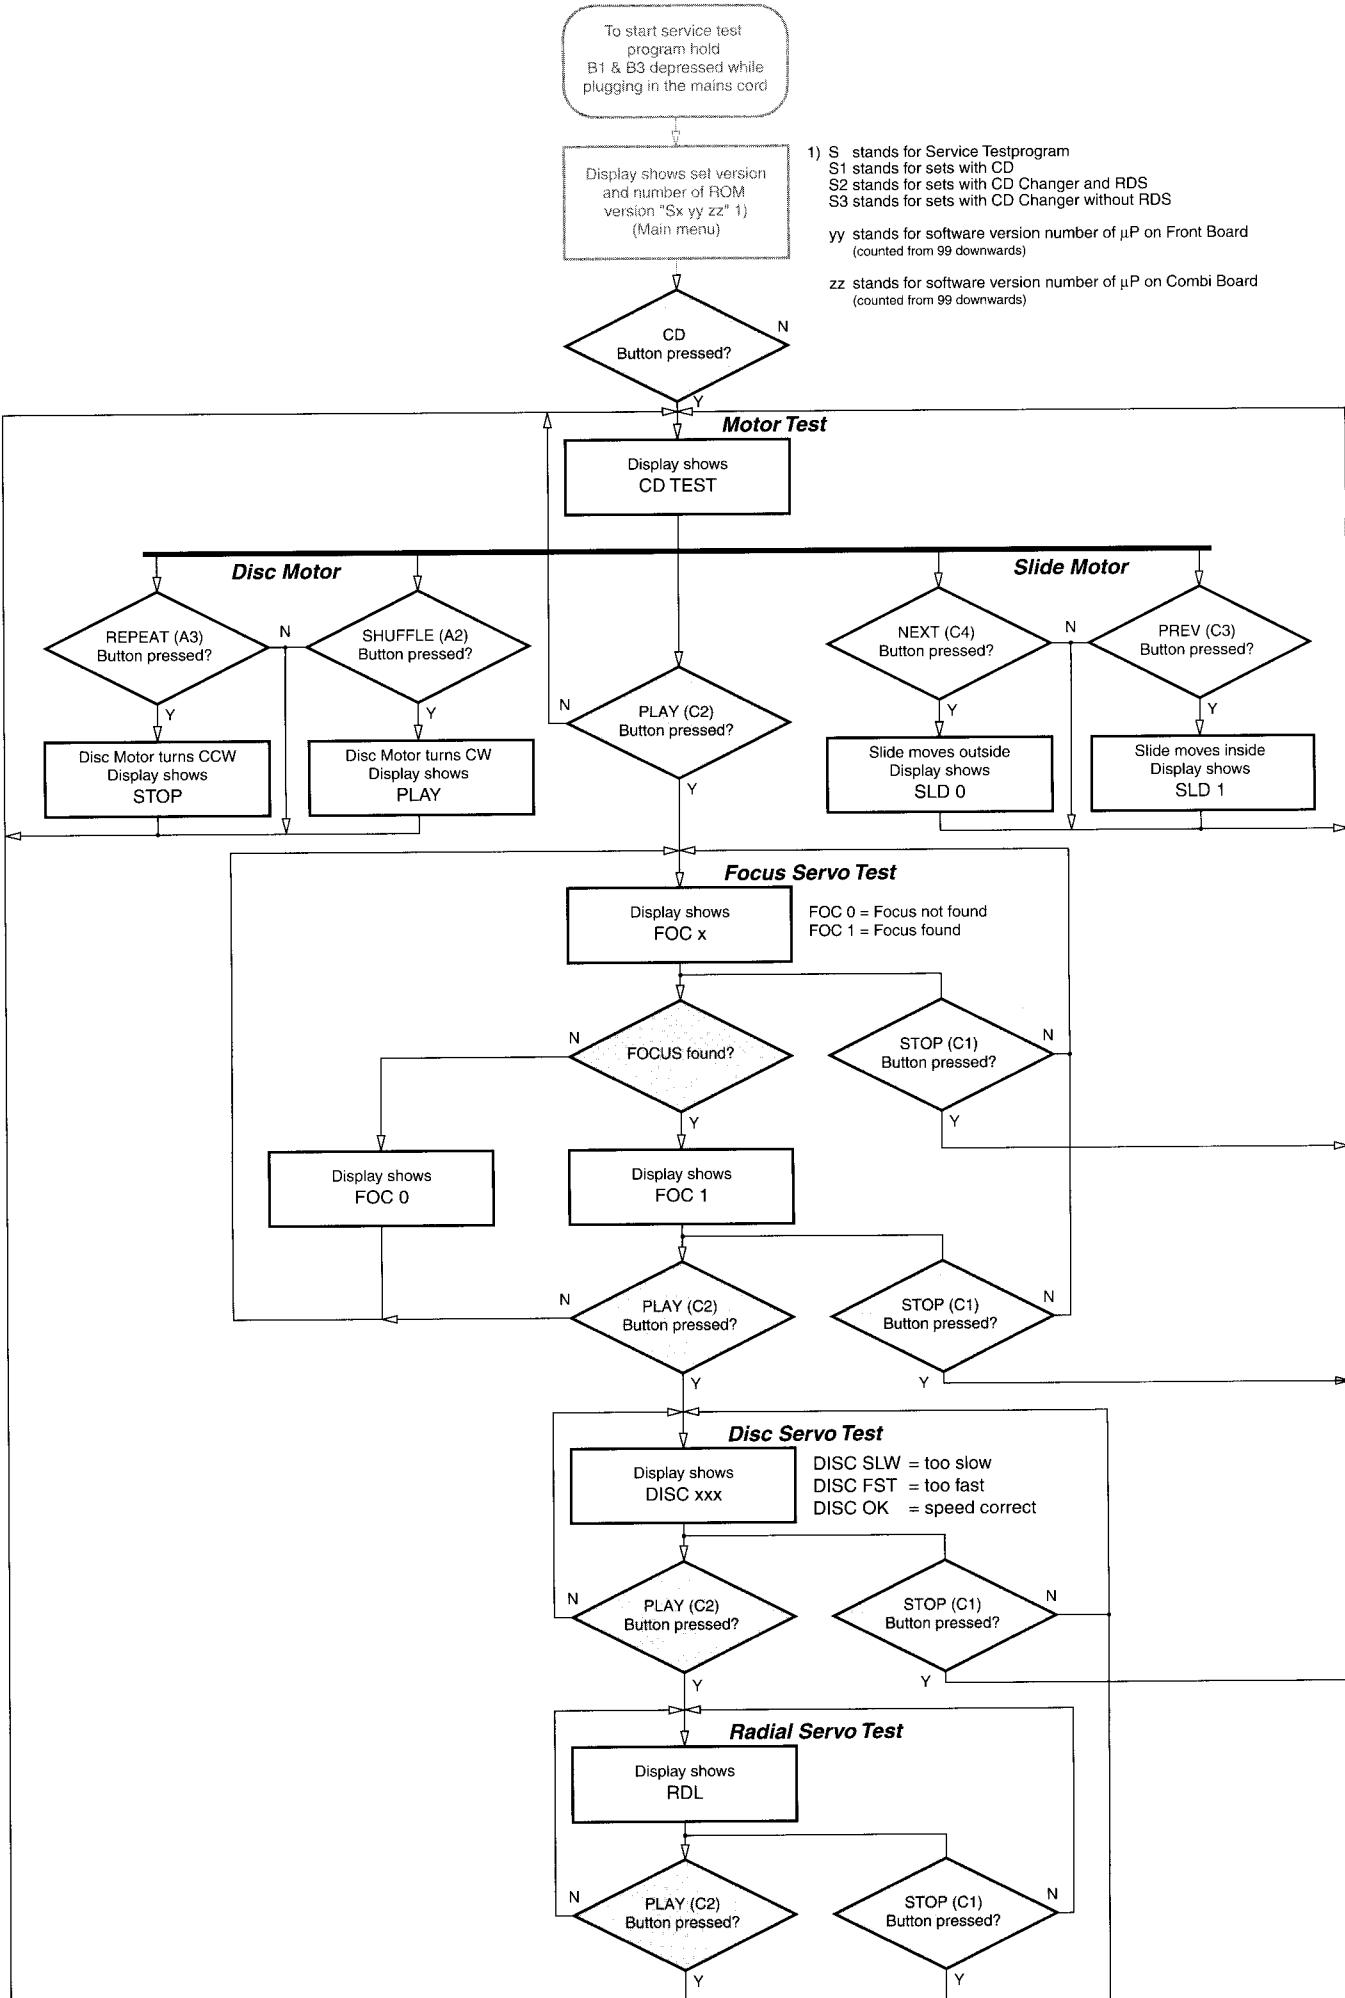 To start service test
program hold
B1 & B3 depressed while
plugging in the mains cord
Display shows set version
and number of ROM
version "Sx yy zz" 1)
(Main menu)
1) S stands for Service Testprogram
S1 stands for sets with CD
S2 stands for sets with CD Changer and RDS
S3 stands for sets with CD Changer without RDS
yy stands for software version number of µP on Front Board
(counted from 99 downwards)
zz stands for software version number of µP on Combi Board
(counted from 99 downwards)
CD
Button pressed?
N
Y
Motor Test
Display shows
CD TEST
Disc Motor
Slide Motor
REPEAT (A3)
Button pressed?
N
SHUFFLE (A2)
Button pressed?
NEXT (C4)
Button pressed?
N
PREV (C3)
Button pressed?
Y
Y
N
PLAY (C2)
Button pressed?
Y
Y
Y
Disc Motor turns CCW
Display shows
STOP
Disc Motor turns CW
Display shows
PLAY
Slide moves outside
Display shows
SLD 0
Slide moves inside
Display shows
SLD 1
Focus Servo Test
Display shows
FOC x
FOC 0 = Focus not found
FOC 1 = Focus found
N
FOCUS found?
Y
STOP (C1)
Button pressed?
N
Y
Display shows
FOC 0
Display shows
FOC 1
N
PLAY (C2)
Button pressed?
Y
STOP (C1)
Button pressed?
N
Y
Disc Servo Test
Display shows
DISC xxx
DISC SLW = too slow
DISC FST = too fast
DISC OK = speed correct
N
PLAY (C2)
Button pressed?
Y
STOP (C1)
Button pressed?
N
Y
Radial Servo Test
Display shows
RDL
N
PLAY (C2)
Button pressed?
Y
STOP (C1)
Button pressed?
N
Y